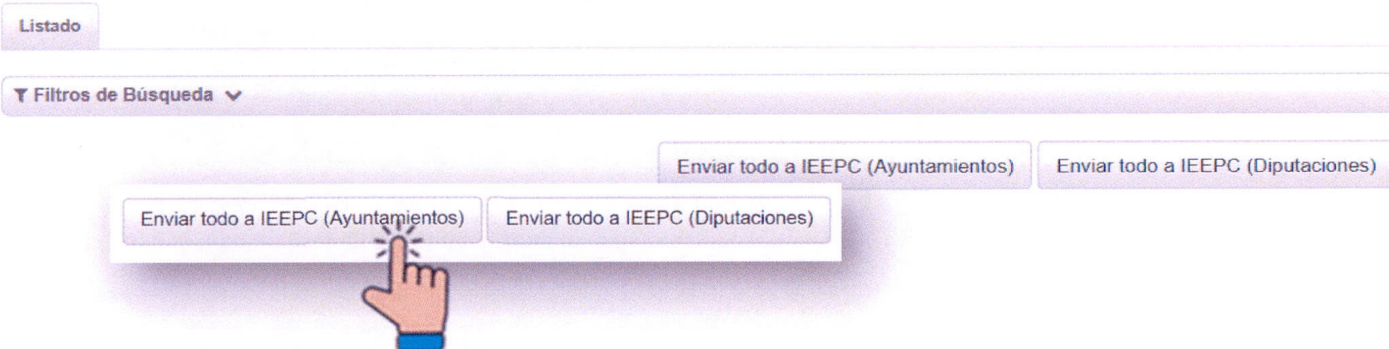 Listado
Filtros de Búsqueda
Enviar todo a IEEPC (Ayuntamientos) Enviar todo a IEEPC (Diputaciones)
Enviar todo a IEEPC (Ayuntamientos) Enviar todo a IEEPC (Diputaciones)